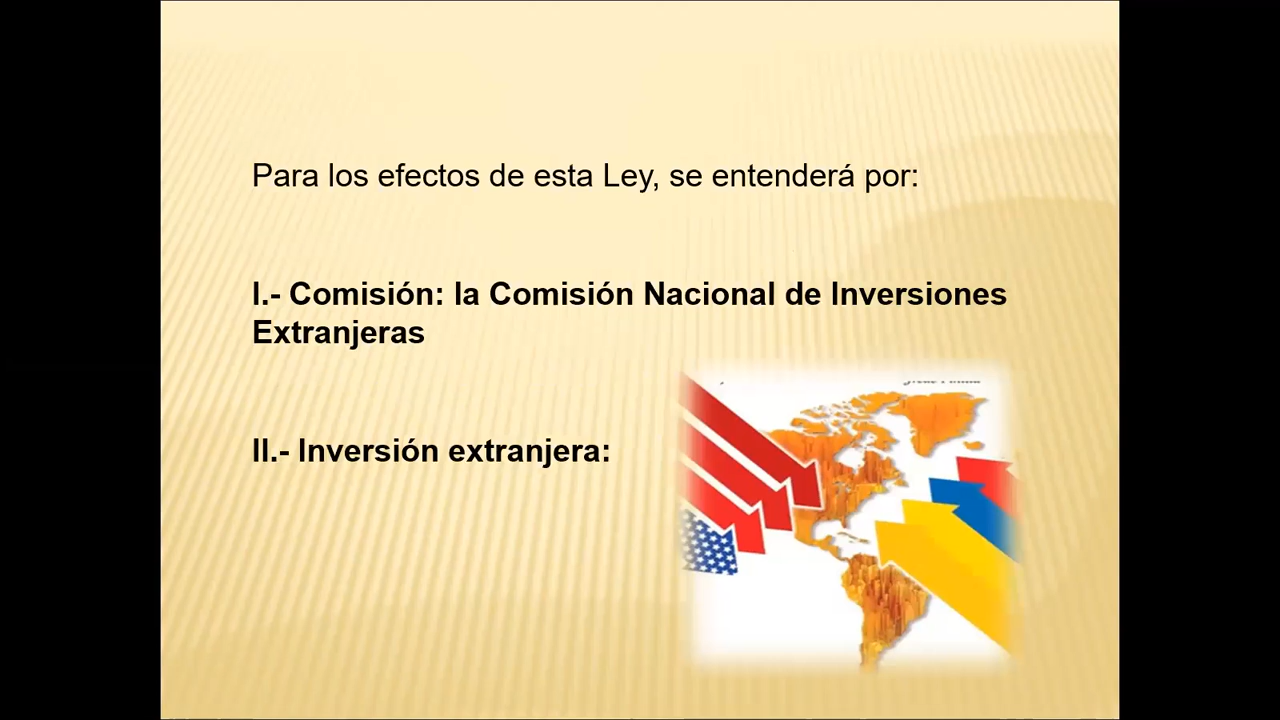 Para los efectos de esta Ley, se entenderá por:
I.- Comisión: la Comisión Nacional de Inversiones
Extranjeras
II.- Inversión extranjera: